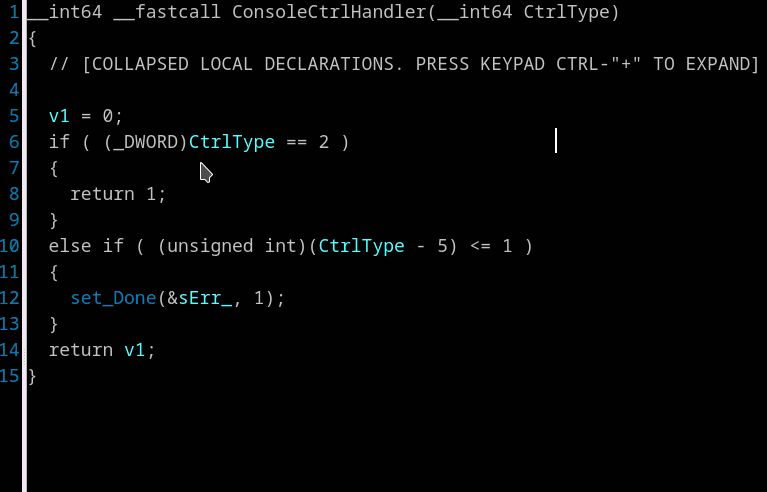 1 __int64 __fastcall ConsoleCtrlHandler(__int64 CtrlType)
2 {
3   // [COLLAPSED LOCAL DECLARATIONS. PRESS KEYPAD CTRL-"+" TO EXPAND]
4
5   v1 = 0;
6   if ( (_DWORD)CtrlType == 2 )
7   {
8     return 1;
9   }
10   else if ( (unsigned int)(CtrlType - 5) <= 1 )
11   {
12     set_Done(&sErr_, 1);
13   }
14   return v1;
15 }